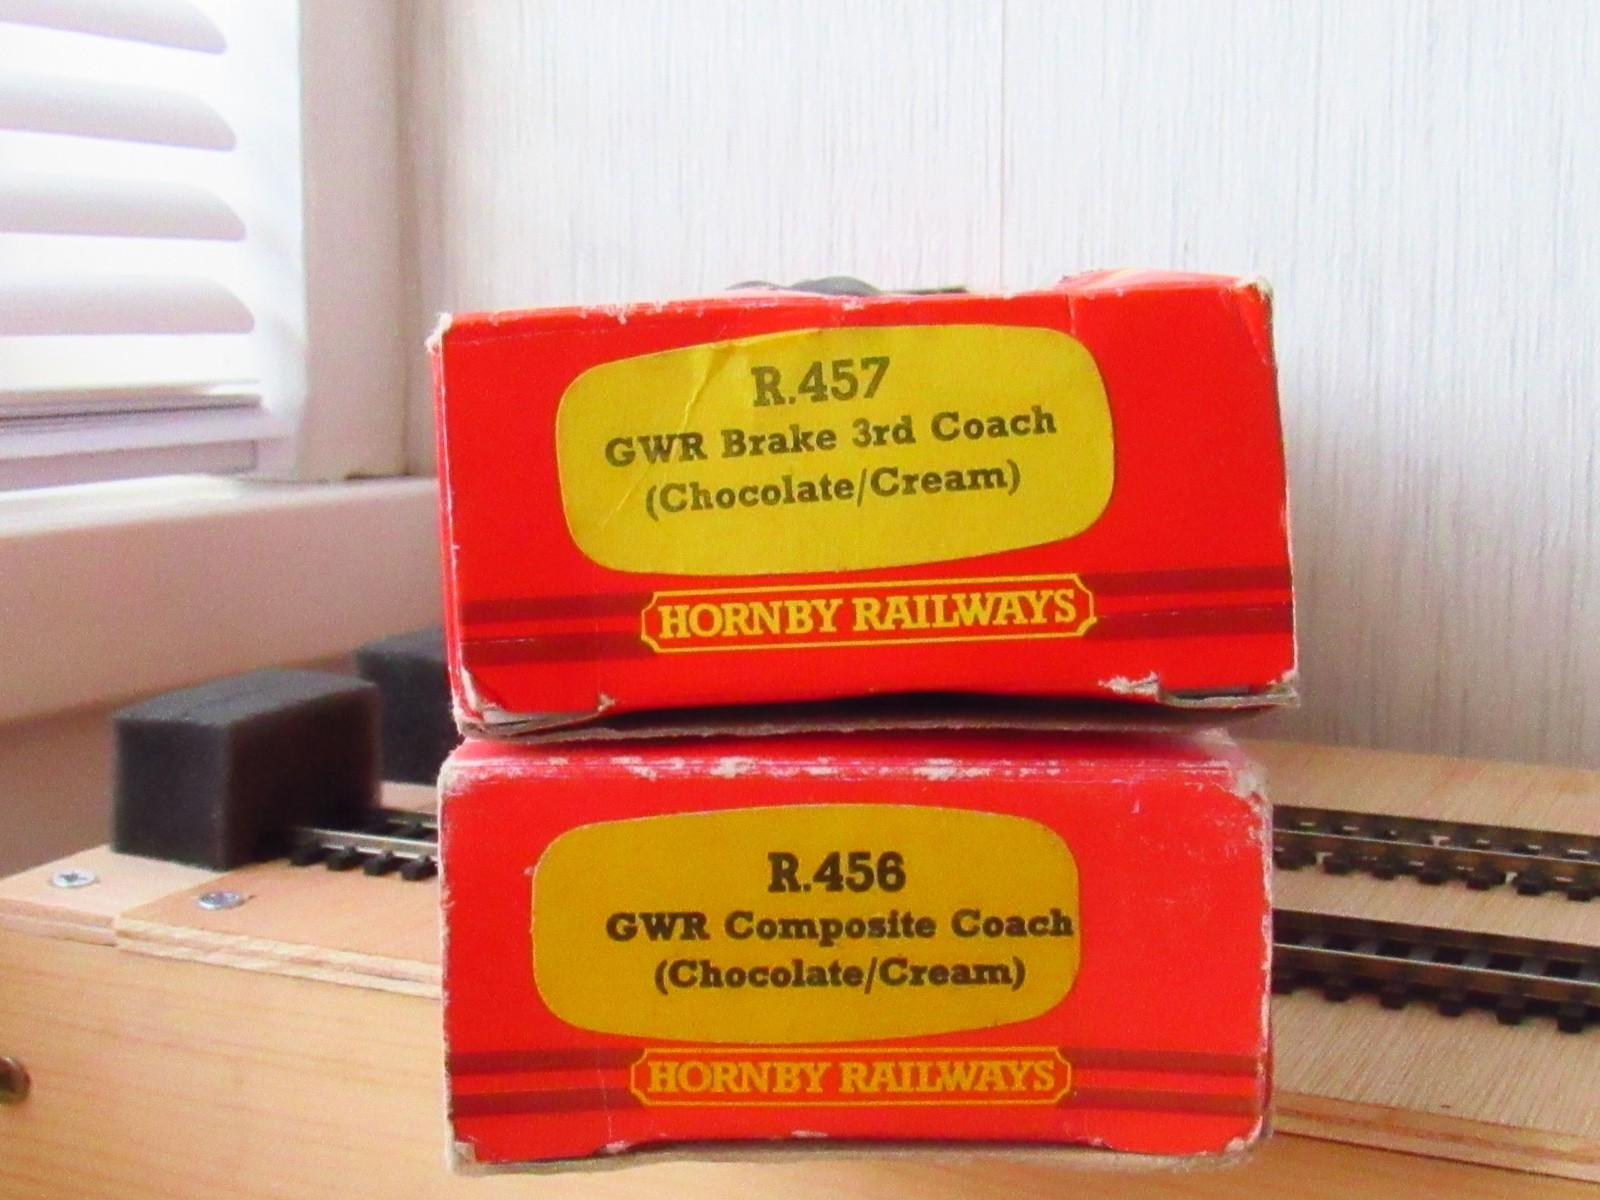 R.457
GWR Brake 3rd Coach
(Chocolate/Cream)
HORNBY RAILWAYS
R.456
GWR Composite Coach
(Chocolate/Cream)
HORNBY RAILWAYS